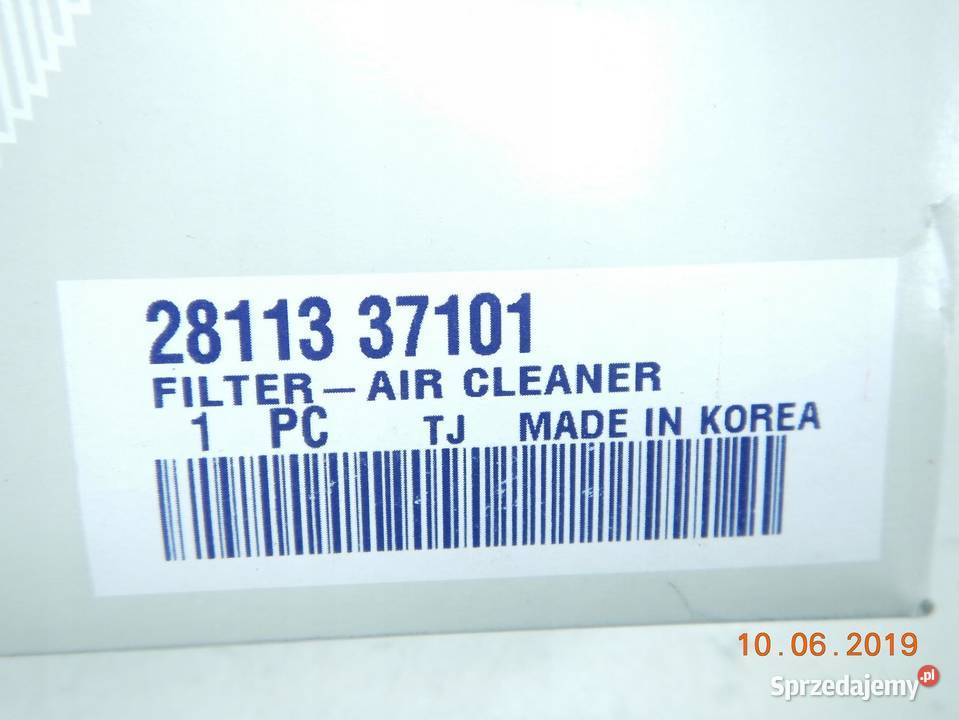 28113 37101
FILTER – AIR CLEANER
1 PC TJ MADE IN KOREA
10.06.2019
Sprzedajemy.pl